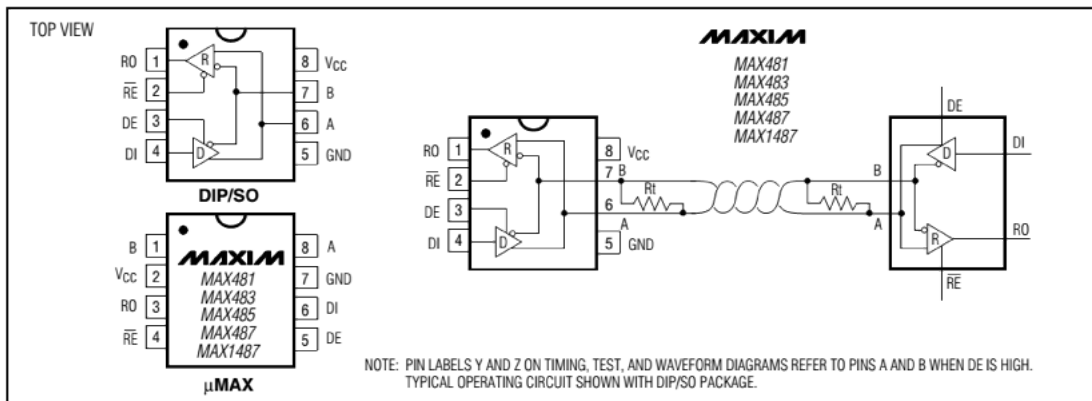 TOP VIEW
RO 1
R̅E̅ 2
DE 3
DI 4
8 VCC
7 B
6 A
5 GND
R
D
DIP/SO
B 1
VCC 2
RO 3
R̅E̅ 4
MAXIM
MAX481
MAX483
MAX485
MAX487
MAX1487
8 A
7 GND
6 DI
5 DE
μMAX
MAXIM
MAX481
MAX483
MAX485
MAX487
MAX1487
RO 1
R̅E̅ 2
DE 3
DI 4
R
D
8 VCC
7 B
6 A
5 GND
Rt
Rt
B
A
DE
D
DI
R
RO
R̅E̅
NOTE: PIN LABELS Y AND Z ON TIMING, TEST, AND WAVEFORM DIAGRAMS REFER TO PINS A AND B WHEN DE IS HIGH.
TYPICAL OPERATING CIRCUIT SHOWN WITH DIP/SO PACKAGE.